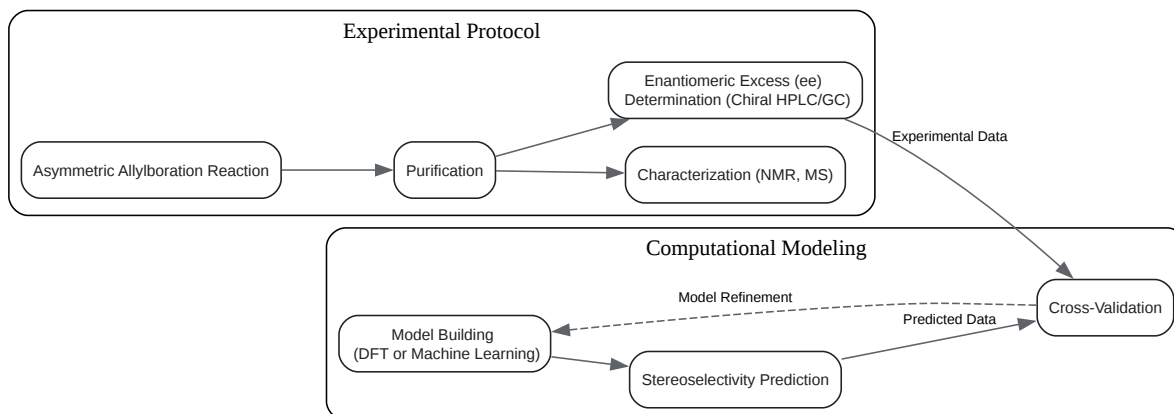 Experimental Protocol
Enantiomeric Excess (ee)
Determination (Chiral HPLC/GC)
Experimental Data
Asymmetric Allylboration Reaction
Purification
Characterization (NMR, MS)
Computational Modeling
Model Refinement
Cross-Validation
Predicted Data
Model Building
(DFT or Machine Learning)
Stereoselectivity Prediction